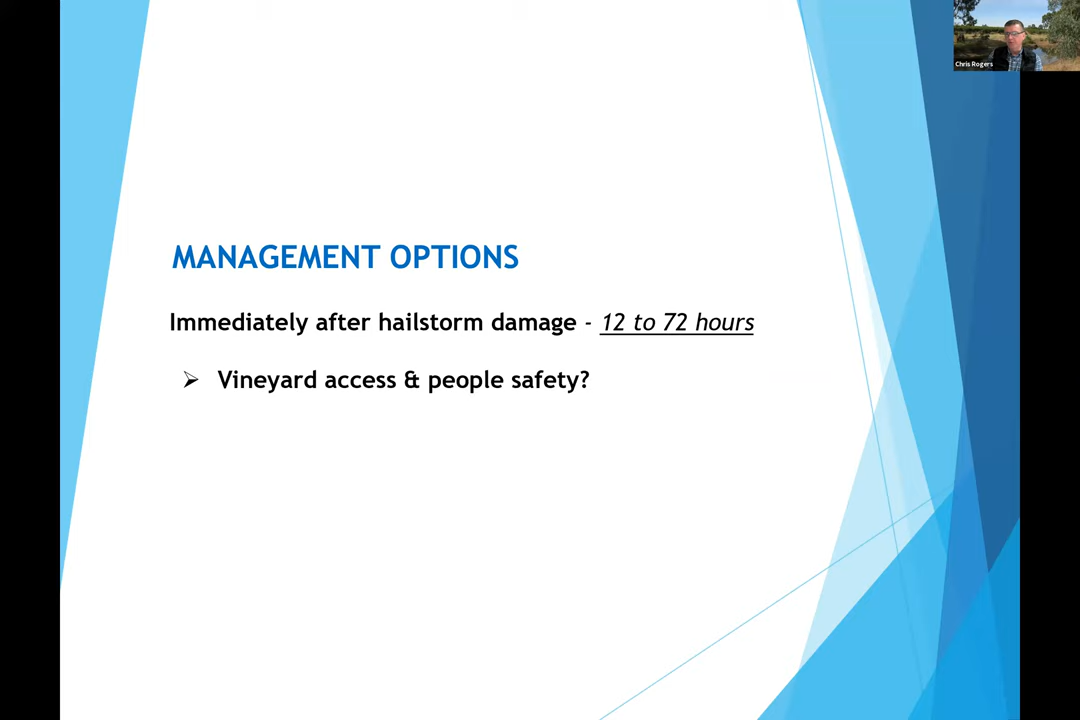 Chris Rogers
MANAGEMENT OPTIONS
Immediately after hailstorm damage - 12 to 72 hours
➢ Vineyard access & people safety?